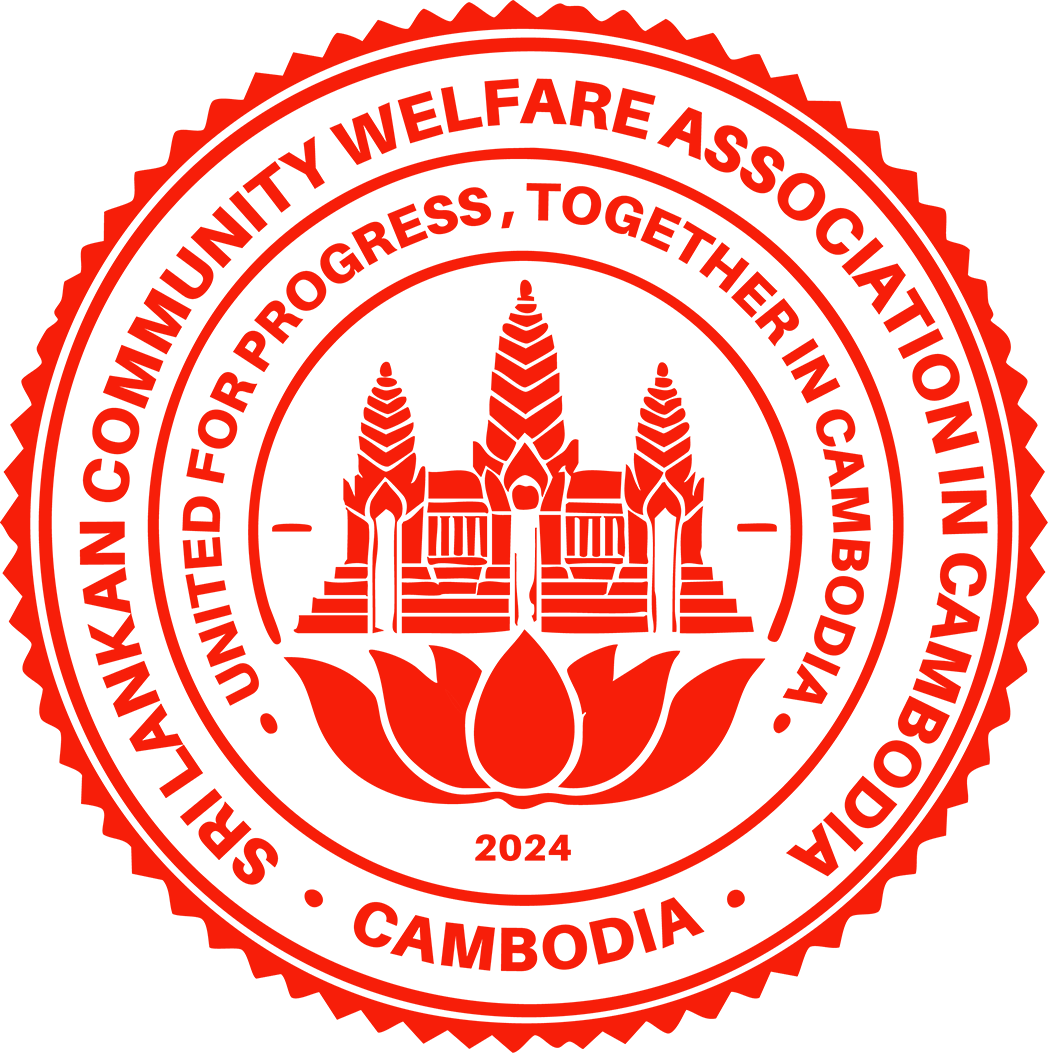 SRI LANKAN COMMUNITY WELFARE ASSOCIATION IN CAMBODIA
UNITED FOR PROGRESS , TOGETHER IN CAMBODIA
2024
CAMBODIA